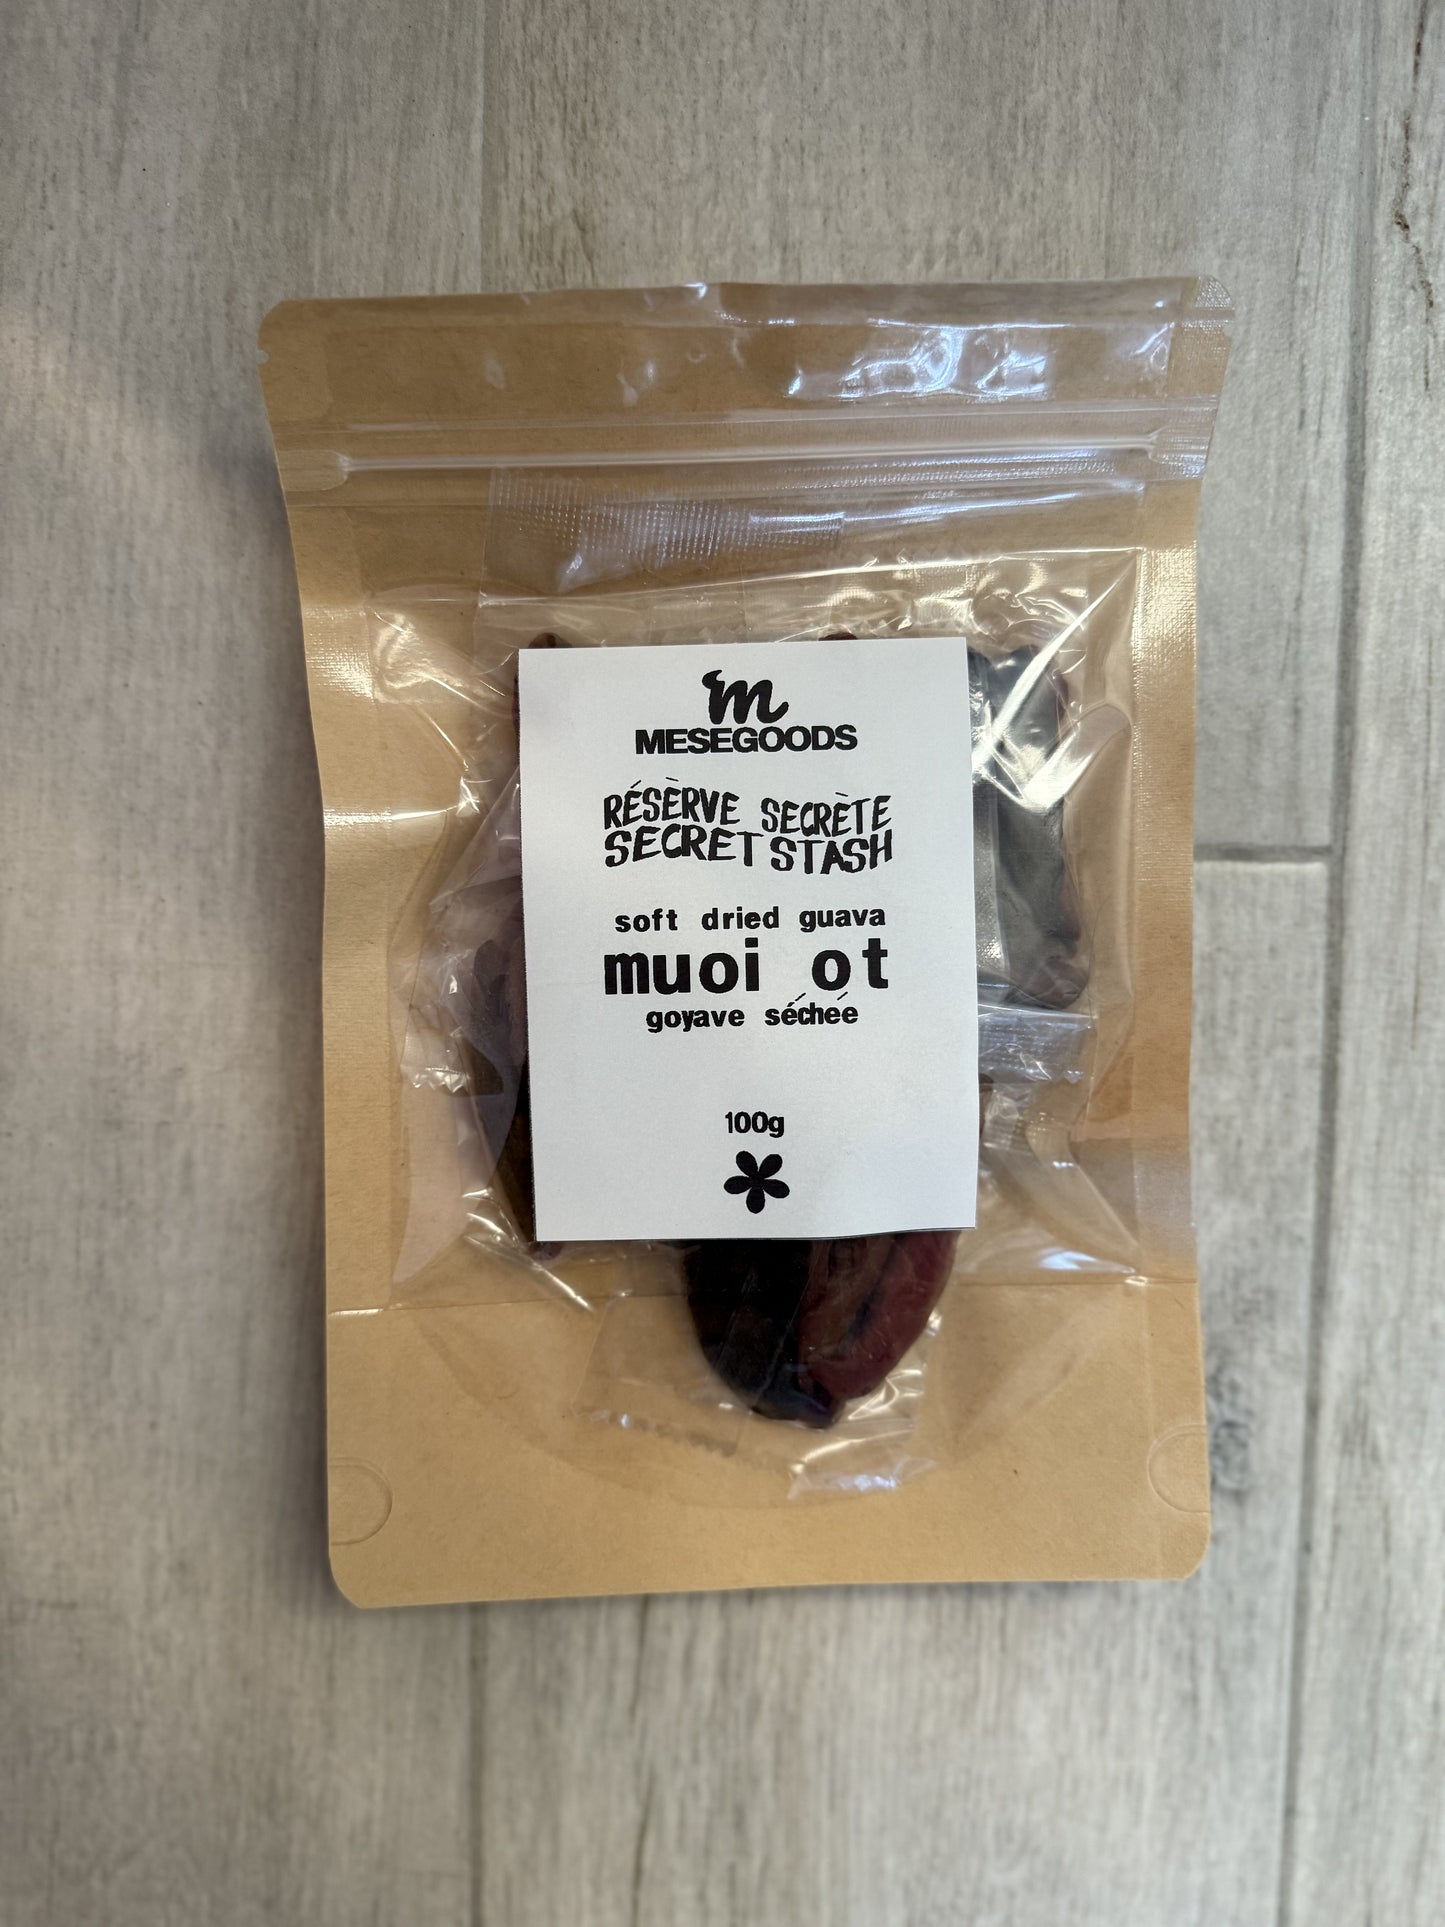 m
MESEGOODS
RÉSÈRVE SECRÈTE
SECRET STASH
soft dried guava
muoi ot
goyave séchée
100g